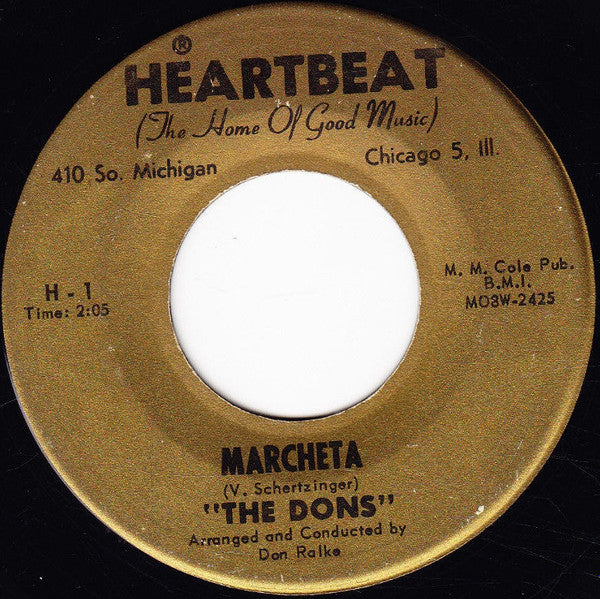 ®
HEARTBEAT
(The Home Of Good Music)
410 So. Michigan
Chicago 5, Ill.
H - 1
Time: 2:05
M. M. Cole Pub.
B.M.I.
MO8W-2425
MARCHETA
(V. Schertzinger)
"THE DONS"
Arranged and Conducted by
Don Ralke